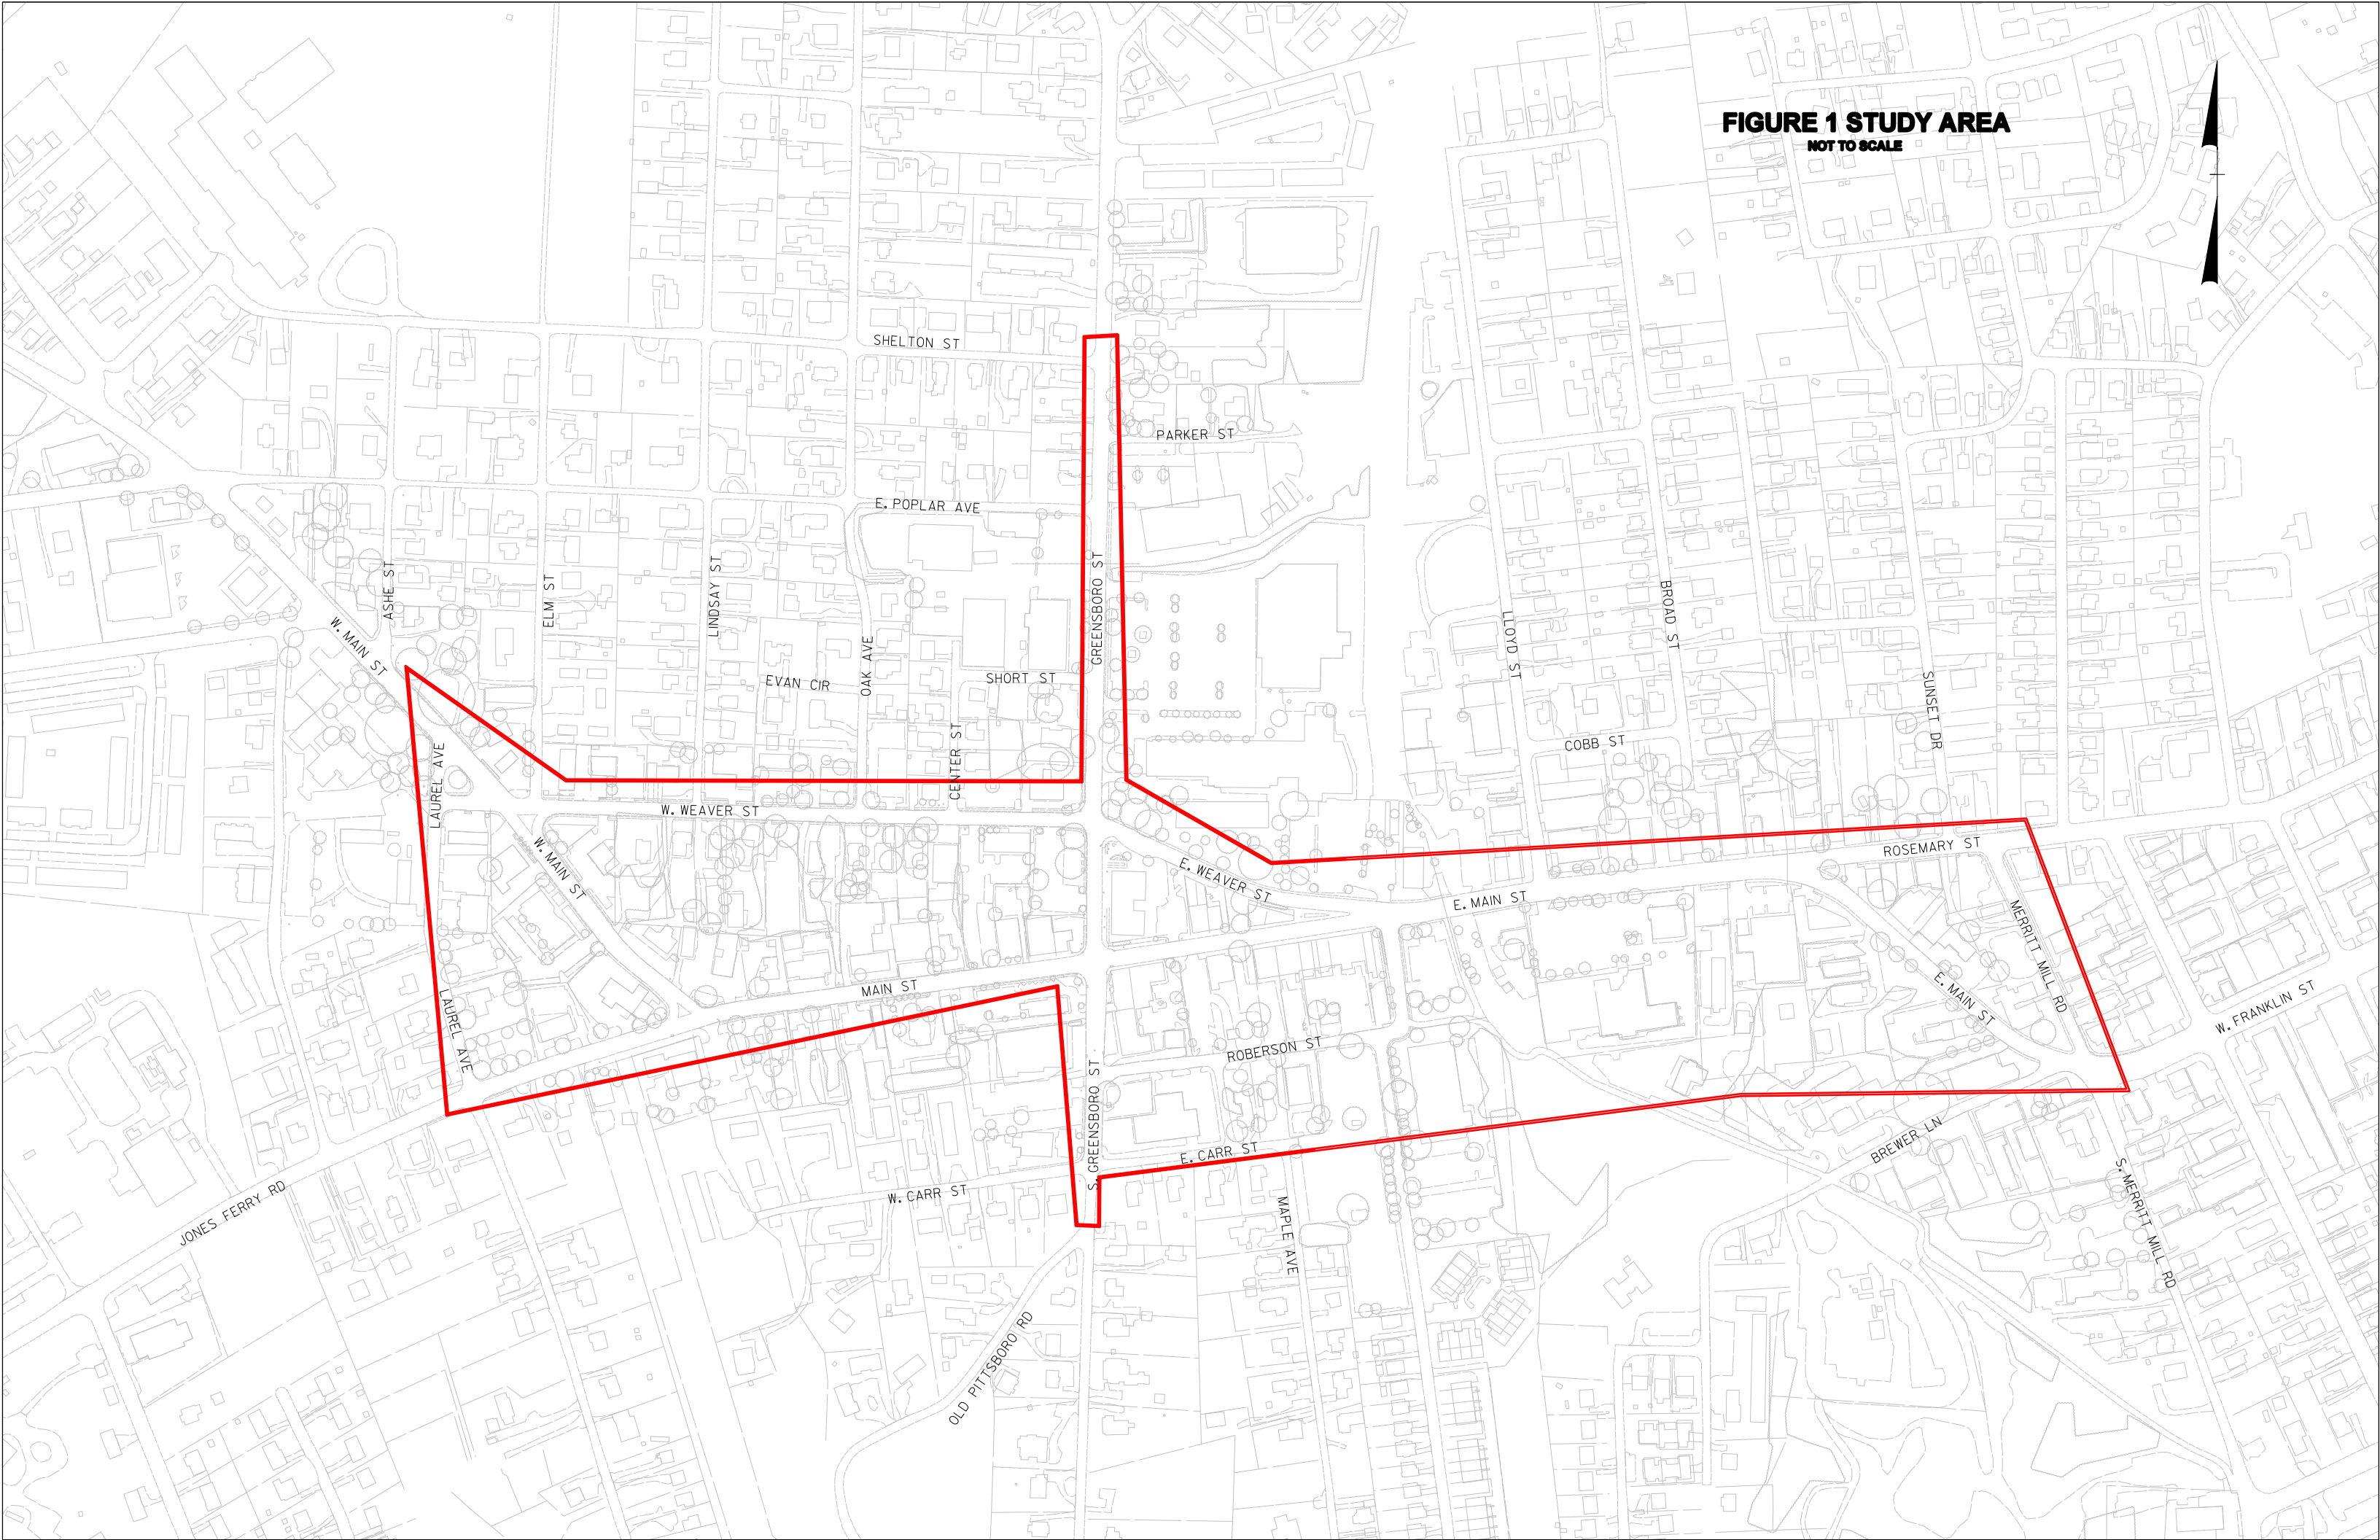 FIGURE 1 STUDY AREA
NOT TO SCALE
SHELTON ST
PARKER ST
E. POPLAR AVE
ASHE ST
ELM ST
LINDSAY ST
GREENSBORO ST
BROAD ST
LLOYD ST
W. MAIN ST
OAK AVE
EVAN CIR
SHORT ST
SUNSET DR
CENTER ST
COBB ST
LAUREL AVE
W. WEAVER ST
ROSEMARY ST
W. MAIN ST
E. WEAVER ST
E. MAIN ST
MERRITT MILL RD
MAIN ST
E. MAIN ST
W. FRANKLIN ST
LAUREL AVE
ROBERSON ST
S. GREENSBORO ST
E. CARR ST
BREWER LN
W. CARR ST
JONES FERRY RD
MAPLE AVE
S. MERRITT MILL RD
OLD PITTSBORO RD